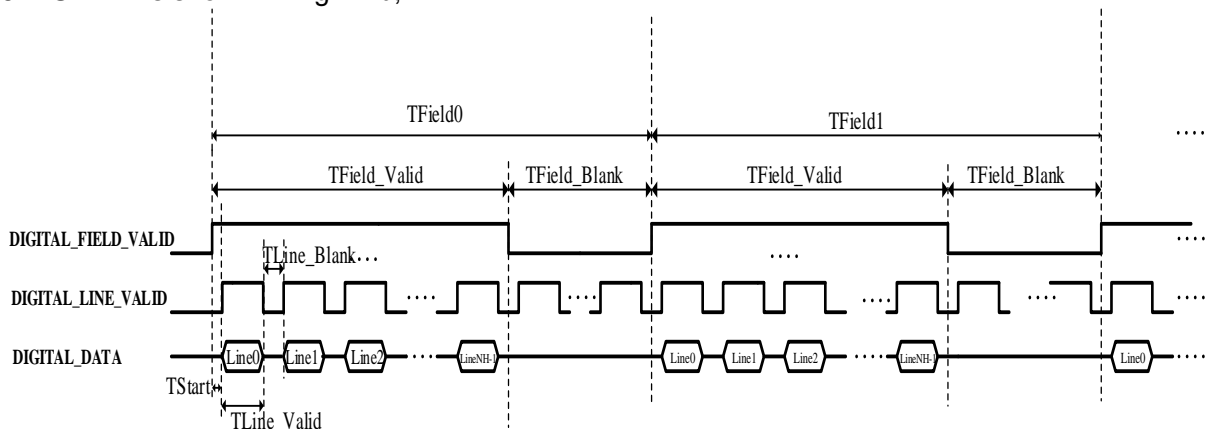 TField0 TField1 ....
TField_Valid TField_Blank TField_Valid TField_Blank
DIGITAL_FIELD_VALID ....
TLine_Blank... ....
DIGITAL_LINE_VALID .... .... .... .... ....
DIGITAL_DATA Line0 Line1 Line2 .... LineNH-1 Line0 Line1 Line2 .... LineNH-1 Line0 ....
TStart
TLine_Valid